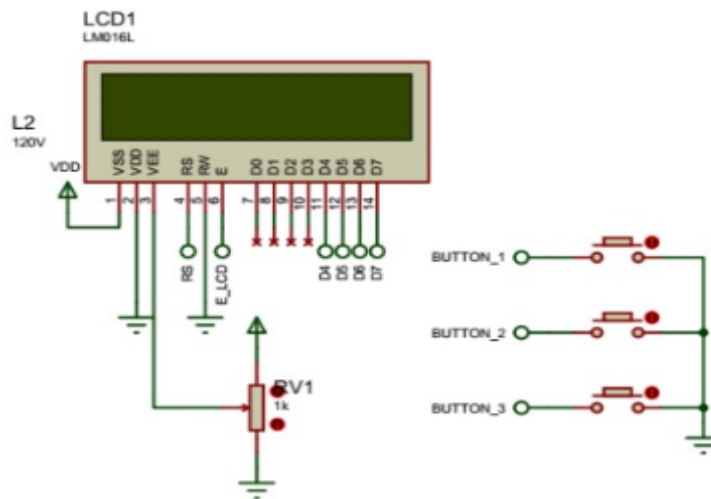 LCD1
LM016L
L2
120V
VDD
VSS VDD VEE RS RW E D0 D1 D2 D3 D4 D5 D6 D7
1 2 3 4 5 6 7 8 9 10 11 12 13 14
RS E_LCD D4 D5 D6 D7
BUTTON_1
BUTTON_2
RV1
1k
BUTTON_3